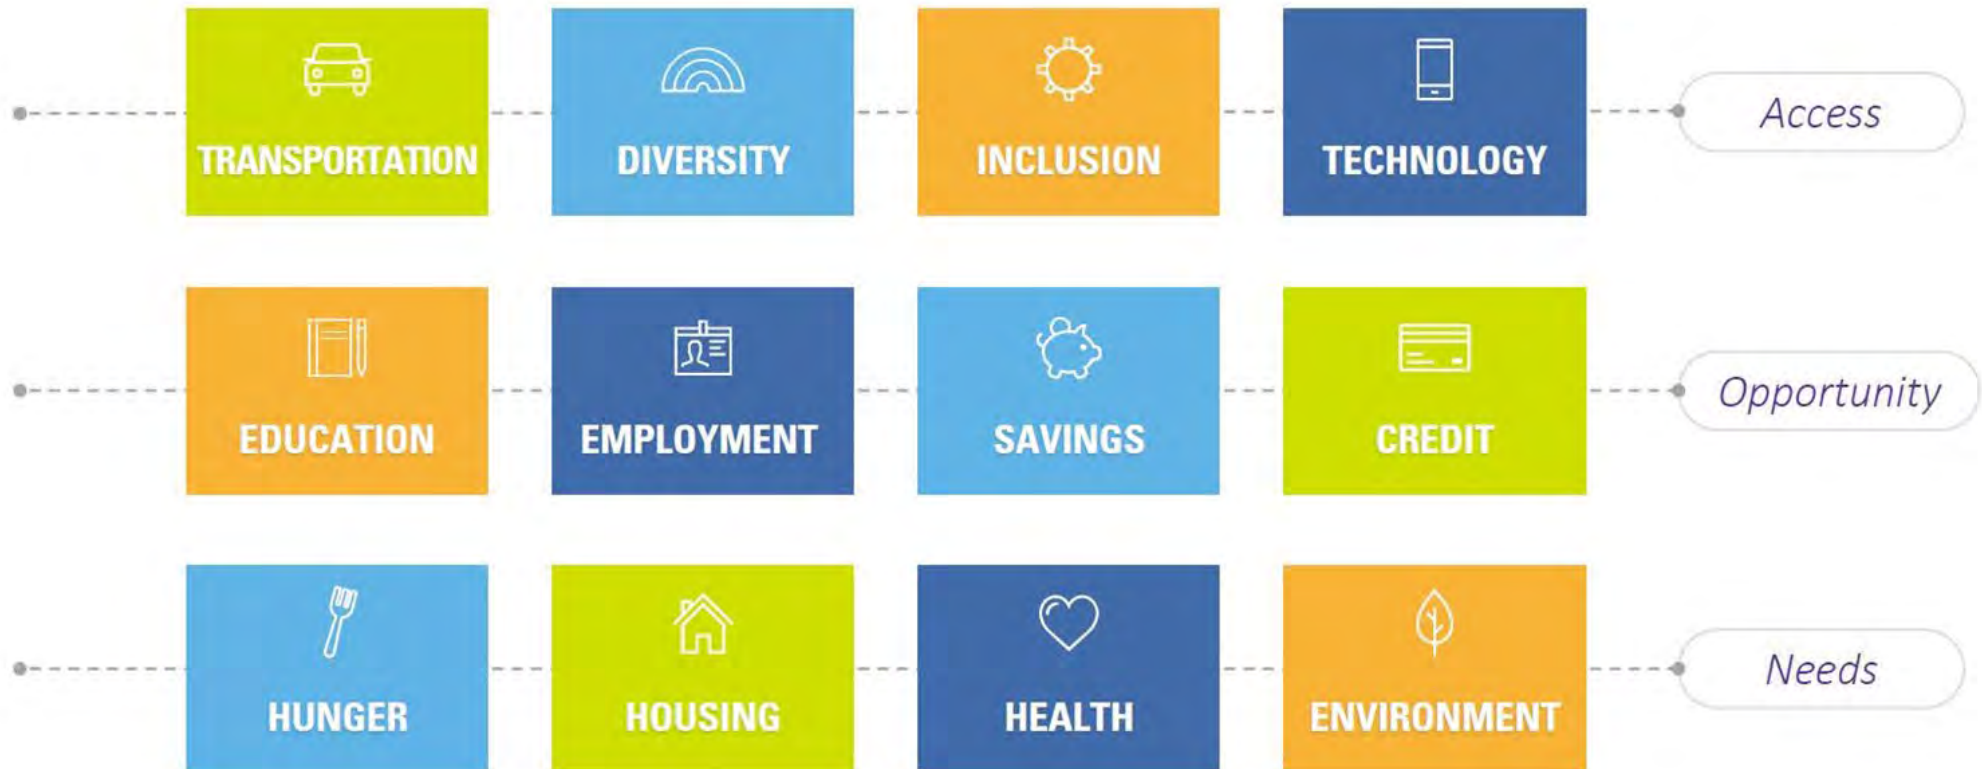 TRANSPORTATION
DIVERSITY
INCLUSION
TECHNOLOGY
Access
EDUCATION
EMPLOYMENT
SAVINGS
CREDIT
Opportunity
HUNGER
HOUSING
HEALTH
ENVIRONMENT
Needs